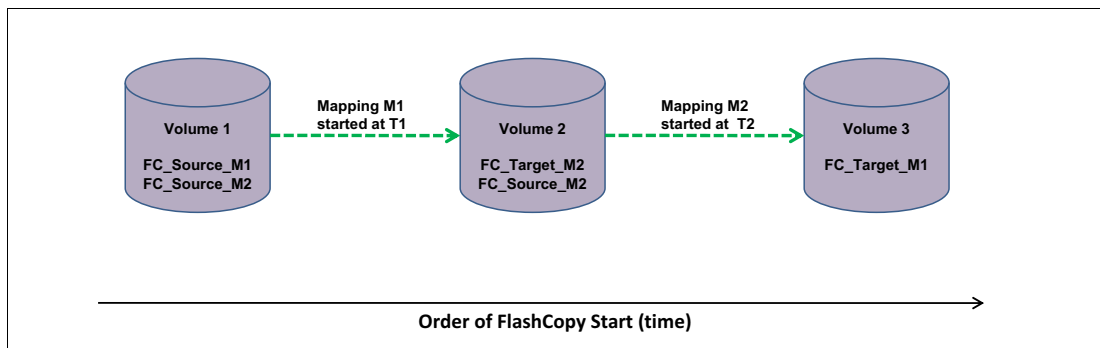 Volume 1
FC_Source_M1
FC_Source_M2
Mapping M1
started at T1
Volume 2
FC_Target_M2
FC_Source_M2
Mapping M2
started at T2
Volume 3
FC_Target_M1
Order of FlashCopy Start (time)